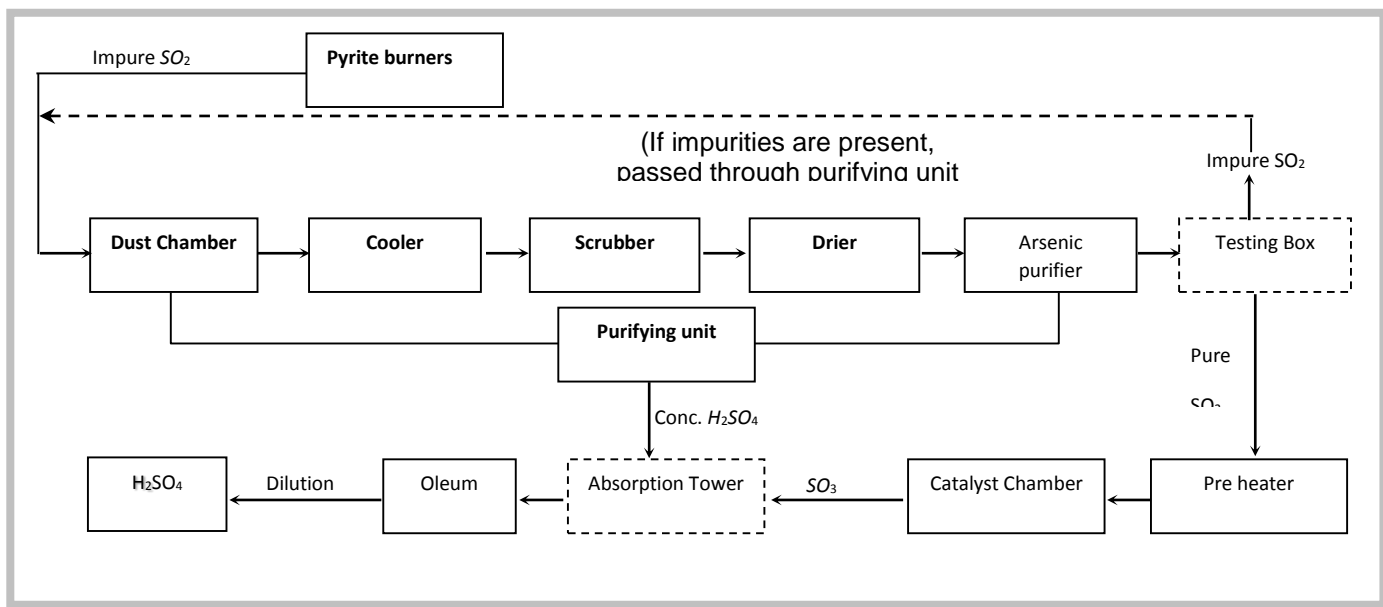 Impure SO₂
Pyrite burners
(If impurities are present,
passed through purifying unit
Impure SO₂
Dust Chamber
Cooler
Scrubber
Drier
Arsenic
purifier
Testing Box
Purifying unit
Pure
SO₂
Conc. H₂SO₄
H₂SO₄
Dilution
Oleum
Absorption Tower
SO₃
Catalyst Chamber
Pre heater